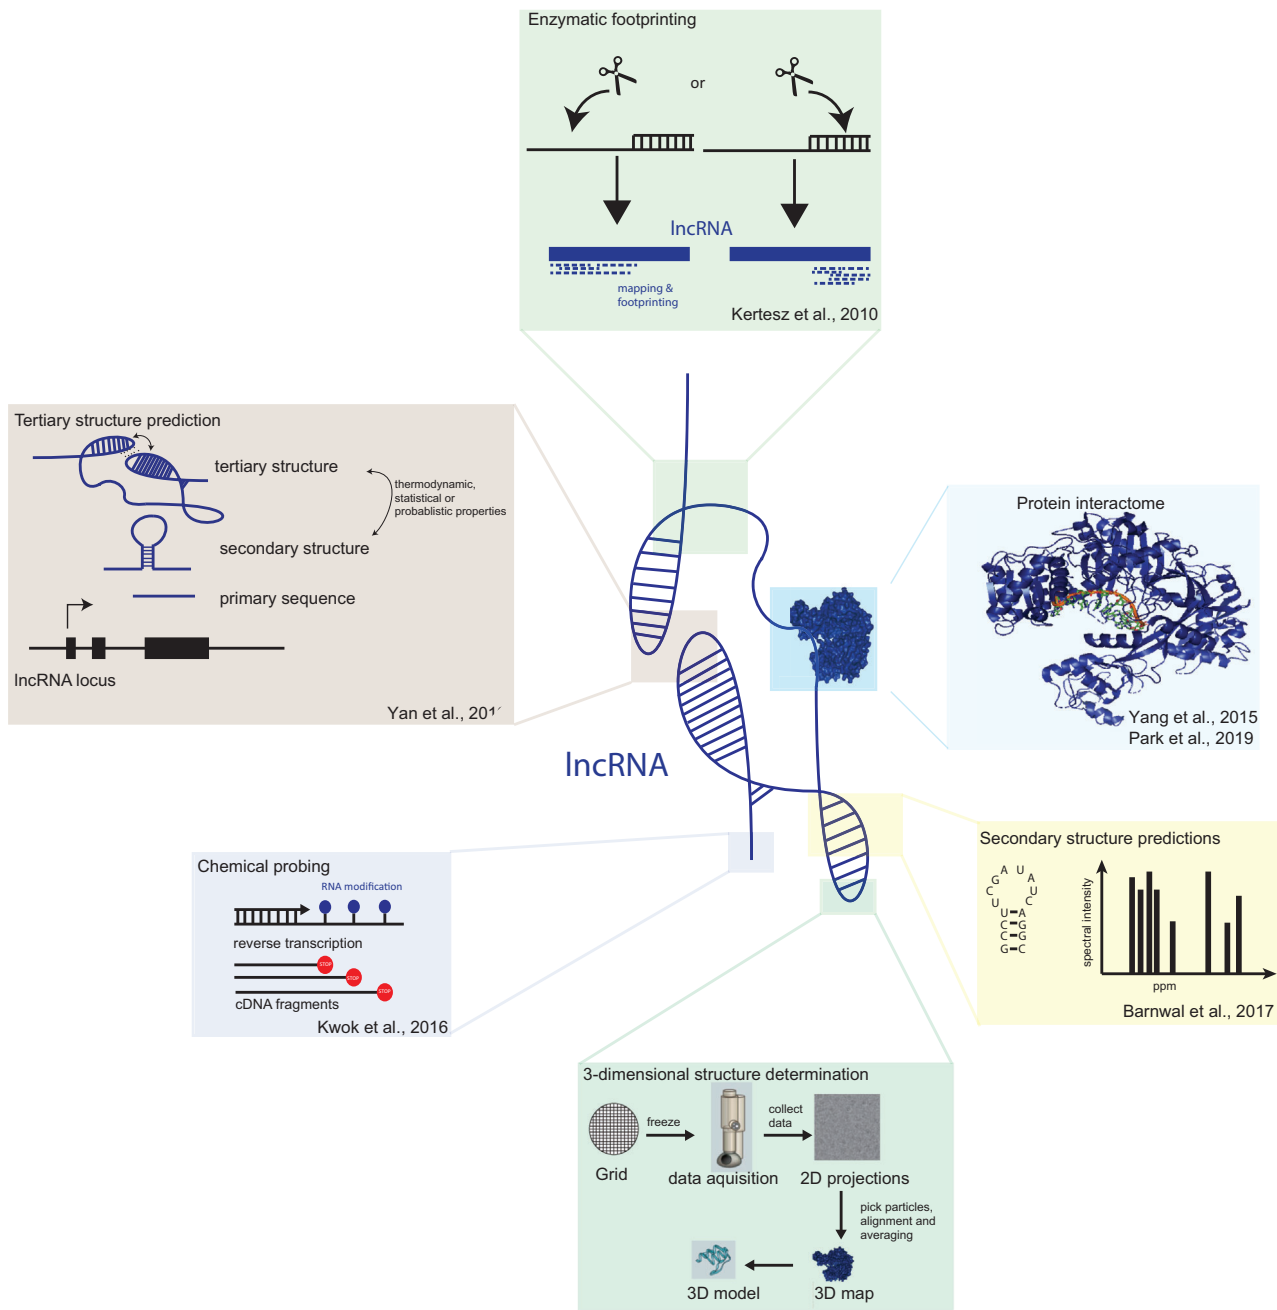 Enzymatic footprinting
or
lncRNA
mapping &
footprinting
Kertesz et al., 2010
Tertiary structure prediction
tertiary structure
thermodynamic,
statistical or
probablistic properties
secondary structure
primary sequence
lncRNA locus
Yan et al.,
Protein interactome
Yang et al., 2015
Park et al., 2019
lncRNA
Chemical probing
RNA modification
reverse transcription
STOP
STOP
STOP
cDNA fragments
Kwok et al., 2016
Secondary structure predictions
A U
G A
C U
U C
U A
C G
C G
G C
spectral intensity
ppm
Barnwal et al., 2017
3-dimensional structure determination
freeze
collect
data
Grid
data aquisition
2D projections
pick particles,
alignment and
averaging
3D model
3D map